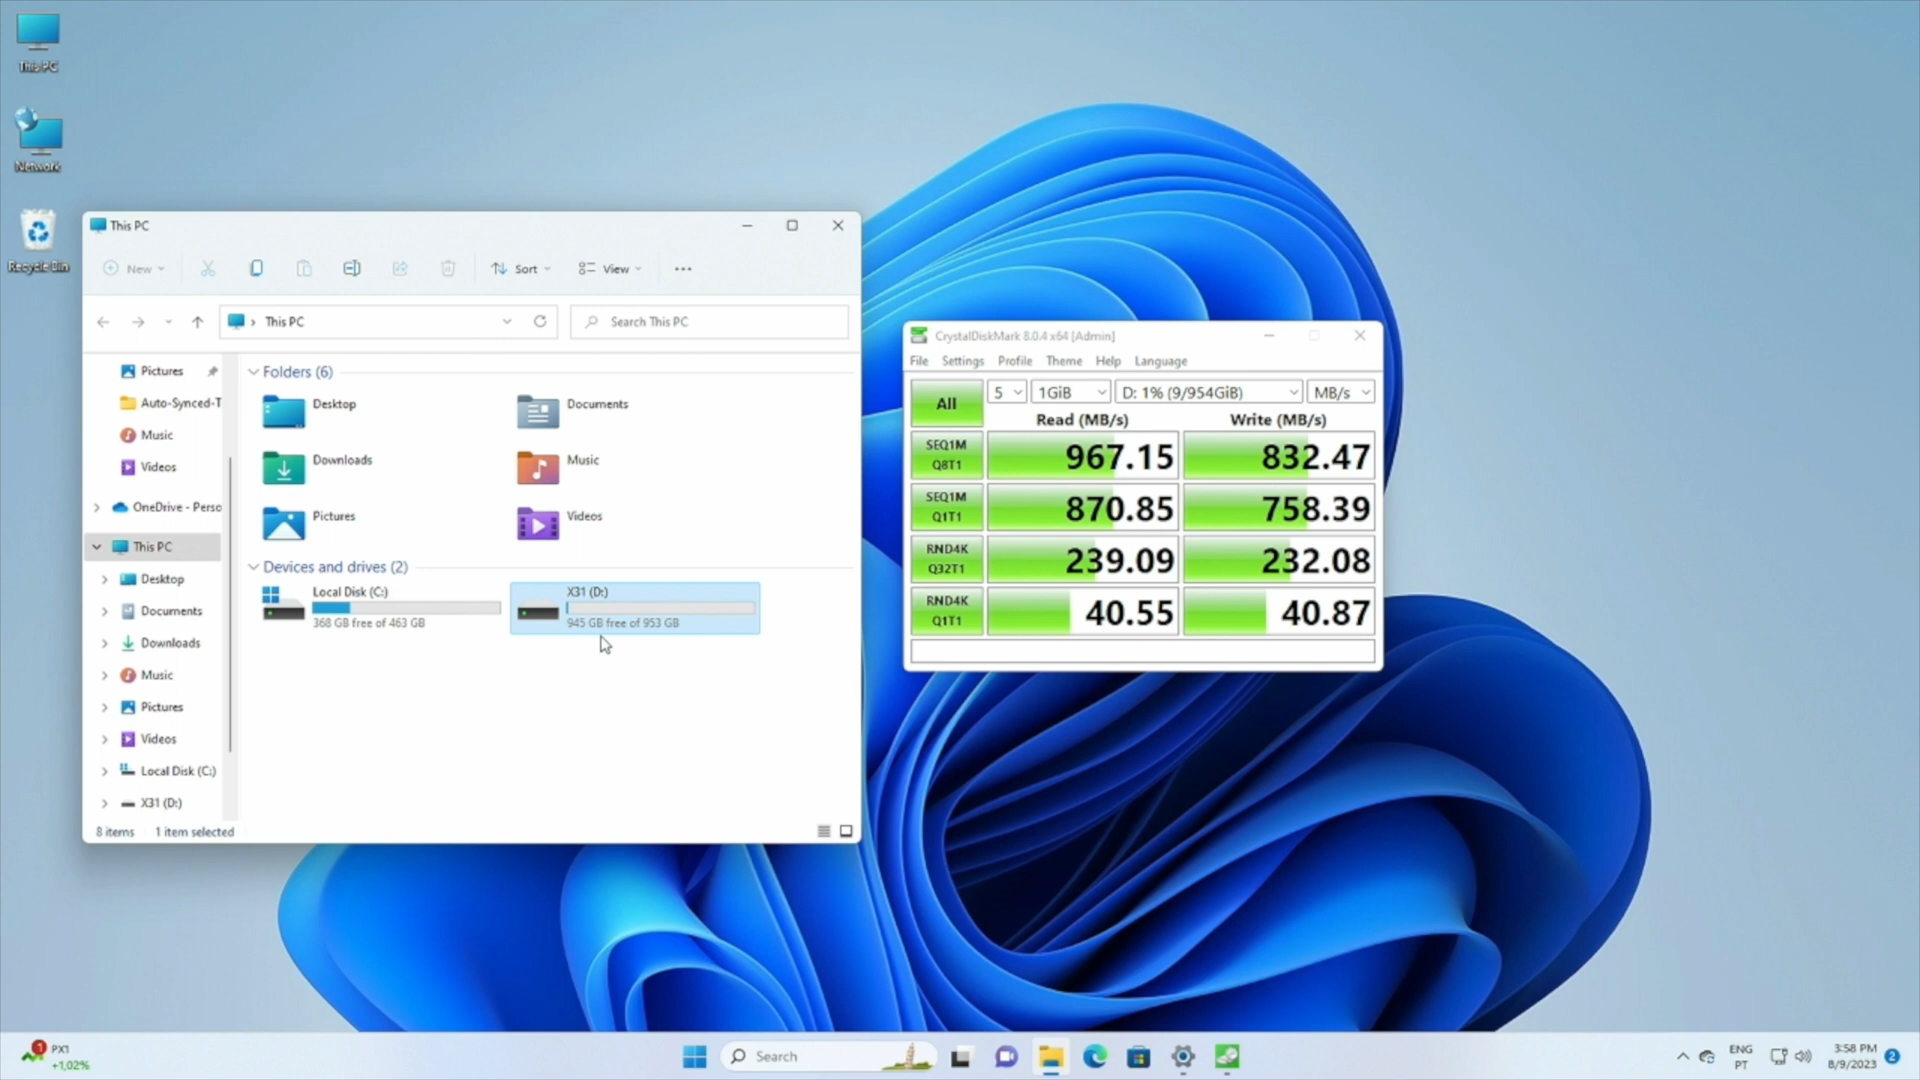 This PC
Network
Recycle Bin
This PC
New
Sort
View
This PC
Search This PC
Pictures
Auto-Synced-T
Music
Videos
OneDrive - Perso
This PC
Desktop
Documents
Downloads
Music
Pictures
Videos
Local Disk (C:)
X31 (D:)
Folders (6)
Desktop
Documents
Downloads
Music
Pictures
Videos
Devices and drives (2)
Local Disk (C:)
368 GB free of 463 GB
X31 (D:)
945 GB free of 953 GB
8 items 1 item selected
CrystalDiskMark 8.0.4 x64 [Admin]
File Settings Profile Theme Help Language
All 5 1GiB D: 1% (9/954GiB) MB/s
Read (MB/s) Write (MB/s)
SEQ1M
Q8T1
967.15 832.47
SEQ1M
Q1T1
870.85 758.39
RND4K
Q32T1
239.09 232.08
RND4K
Q1T1
40.55 40.87
1
PX1
+1,02%
Search
ENG
PT
3:58 PM
8/9/2023
2